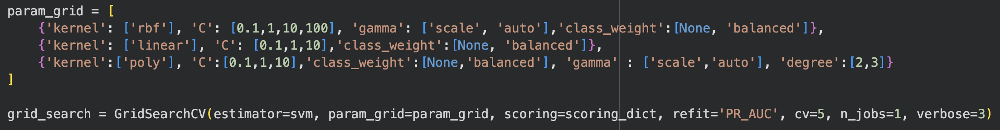 param_grid = [
    {'kernel': ['rbf'], 'C': [0.1,1,10,100], 'gamma': ['scale', 'auto'],'class_weight':[None, 'balanced']},
    {'kernel': ['linear'], 'C': [0.1,1,10],'class_weight':[None, 'balanced']},
    {'kernel':['poly'], 'C':[0.1,1,10],'class_weight':[None,'balanced'], 'gamma' : ['scale','auto'], 'degree':[2,3]}
]
grid_search = GridSearchCV(estimator=svm, param_grid=param_grid, scoring=scoring_dict, refit='PR_AUC', cv=5, n_jobs=1, verbose=3)